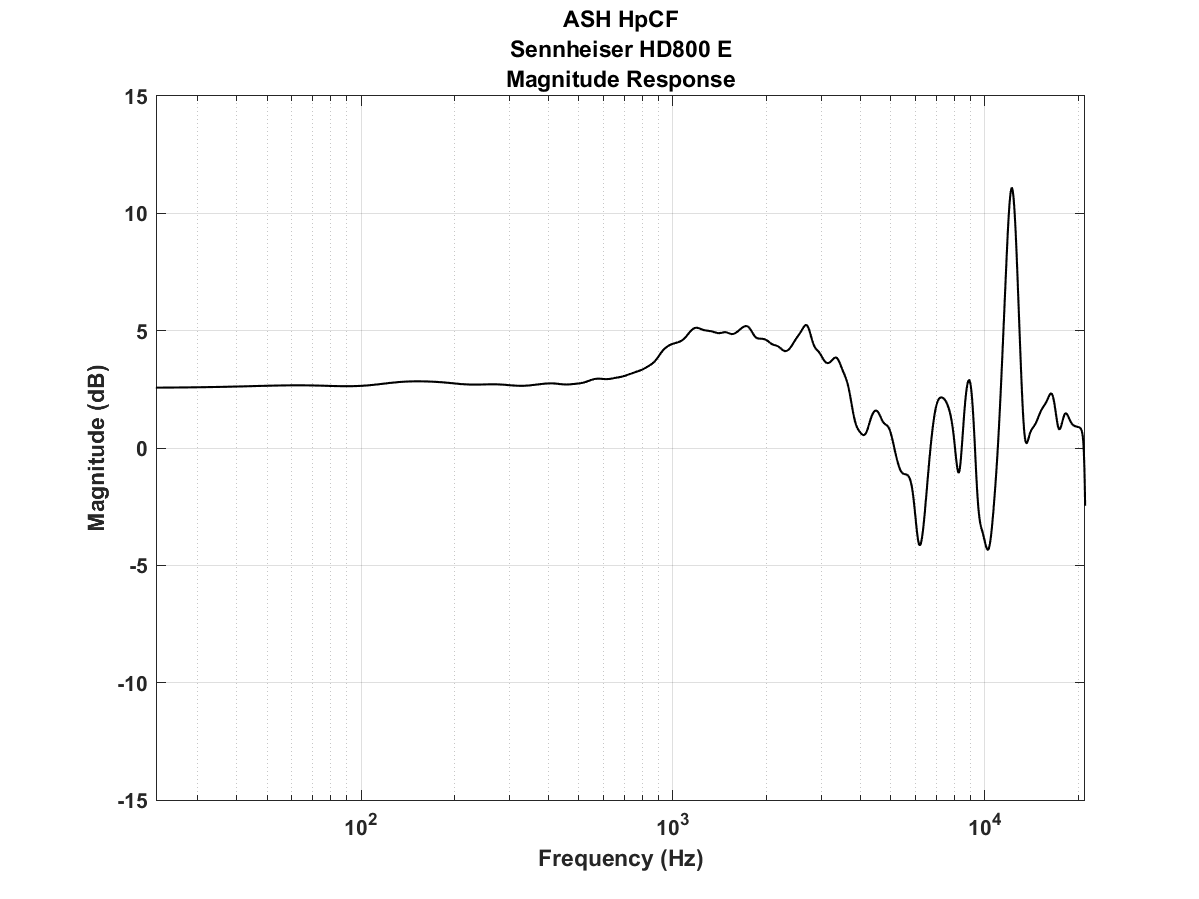 ASH HpCF
Sennheiser HD800 E
Magnitude Response
15
10
5
0
-5
-10
-15
Magnitude (dB)
10²
10³
10⁴
Frequency (Hz)